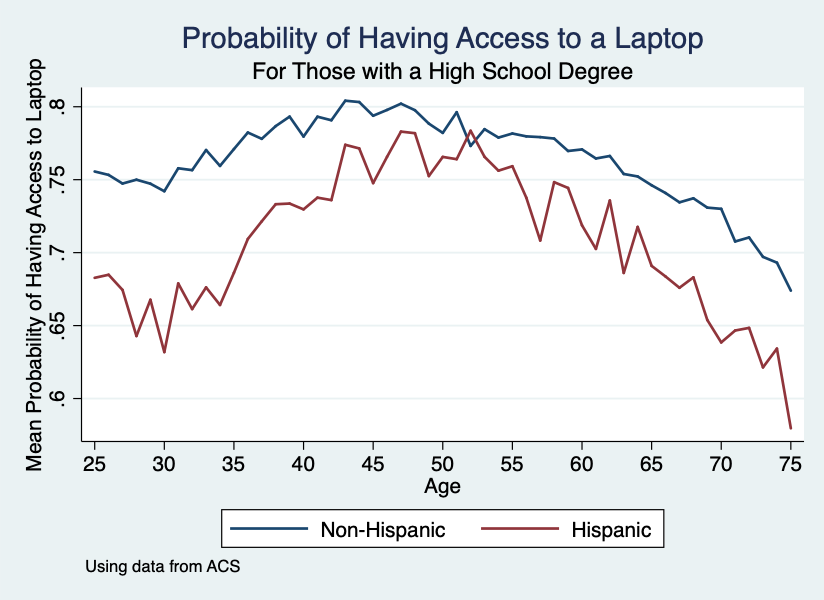 Probability of Having Access to a Laptop
For Those with a High School Degree
Mean Probability of Having Access to Laptop
.8
.75
.7
.65
.6
25 30 35 40 45 50 55 60 65 70 75
Age
Non-Hispanic Hispanic
Using data from ACS